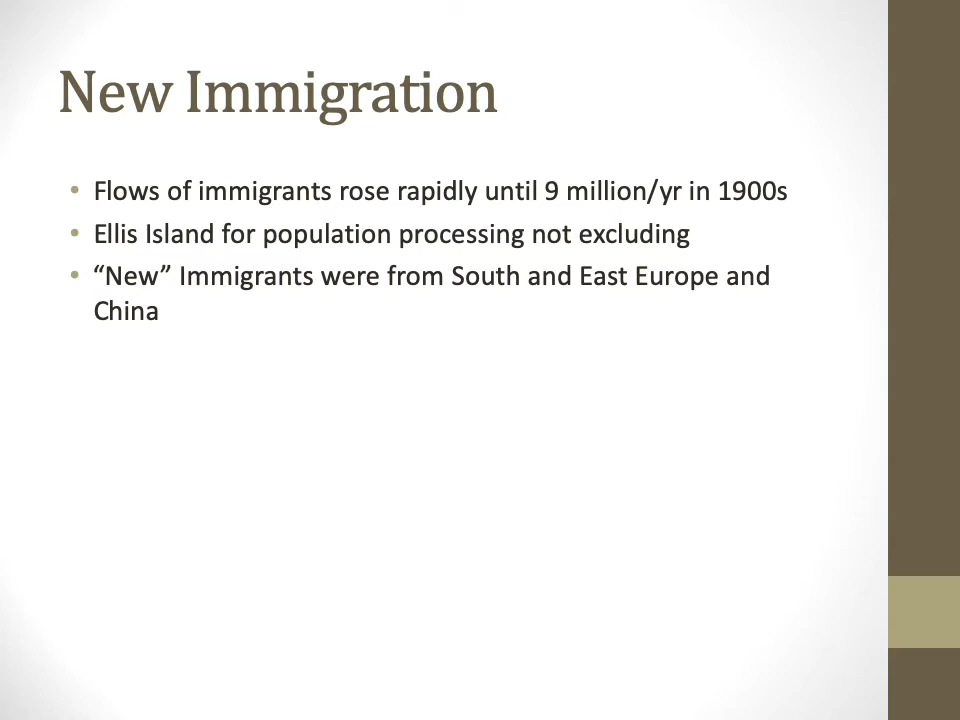 New Immigration
• Flows of immigrants rose rapidly until 9 million/yr in 1900s
• Ellis Island for population processing not excluding
• “New” Immigrants were from South and East Europe and
China